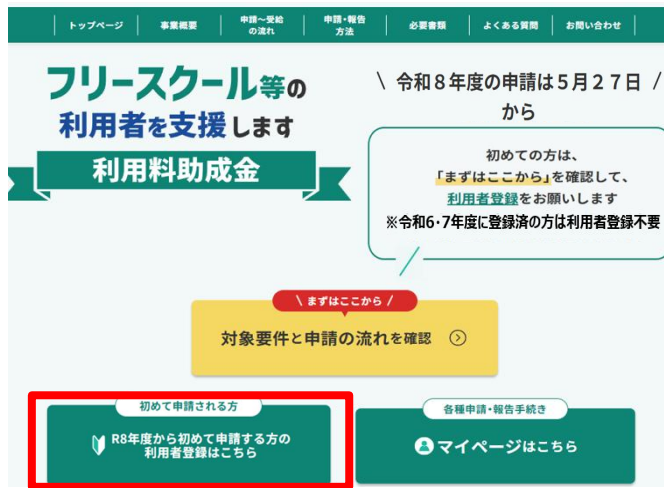 トップページ
事業概要
申請～受給
の流れ
申請・報告
方法
必要書類
よくある質問
お問い合わせ
フリースクール等の
利用者を支援します
利用料助成金
\ 令和８年度の申請は５月２７日 /
から
初めての方は、
「まずはここから」を確認して、
利用者登録をお願いします
※令和6・7年度に登録済の方は利用者登録不要
\ まずはここから /
対象要件と申請の流れを確認
初めて申請される方
R8年度から初めて申請する方の
利用者登録はこちら
各種申請・報告手続き
マイページはこちら